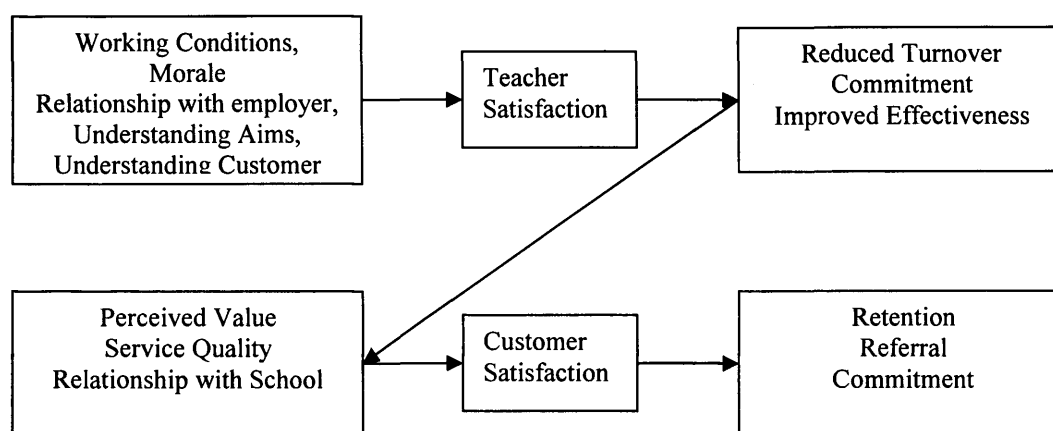 Working Conditions,
Morale
Relationship with employer,
Understanding Aims,
Understanding Customer
Teacher
Satisfaction
Reduced Turnover
Commitment
Improved Effectiveness
Perceived Value
Service Quality
Relationship with School
Customer
Satisfaction
Retention
Referral
Commitment